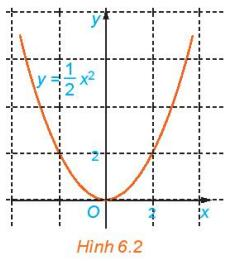 y
y = 1/2 x²
2
O 2 x
Hình 6.2